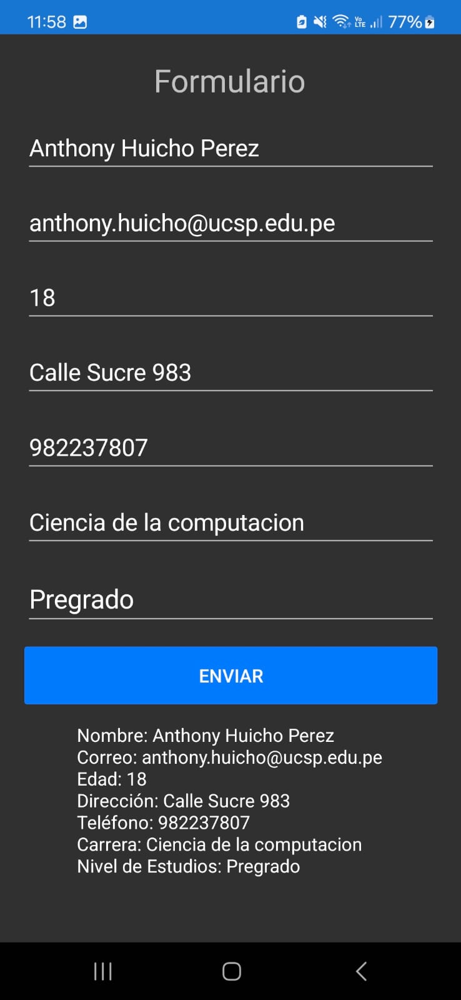 11:58 Vo LTE 77%
Formulario
Anthony Huicho Perez
anthony.huicho@ucsp.edu.pe
18
Calle Sucre 983
982237807
Ciencia de la computacion
Pregrado
ENVIAR
Nombre: Anthony Huicho Perez
Correo: anthony.huicho@ucsp.edu.pe
Edad: 18
Dirección: Calle Sucre 983
Teléfono: 982237807
Carrera: Ciencia de la computacion
Nivel de Estudios: Pregrado